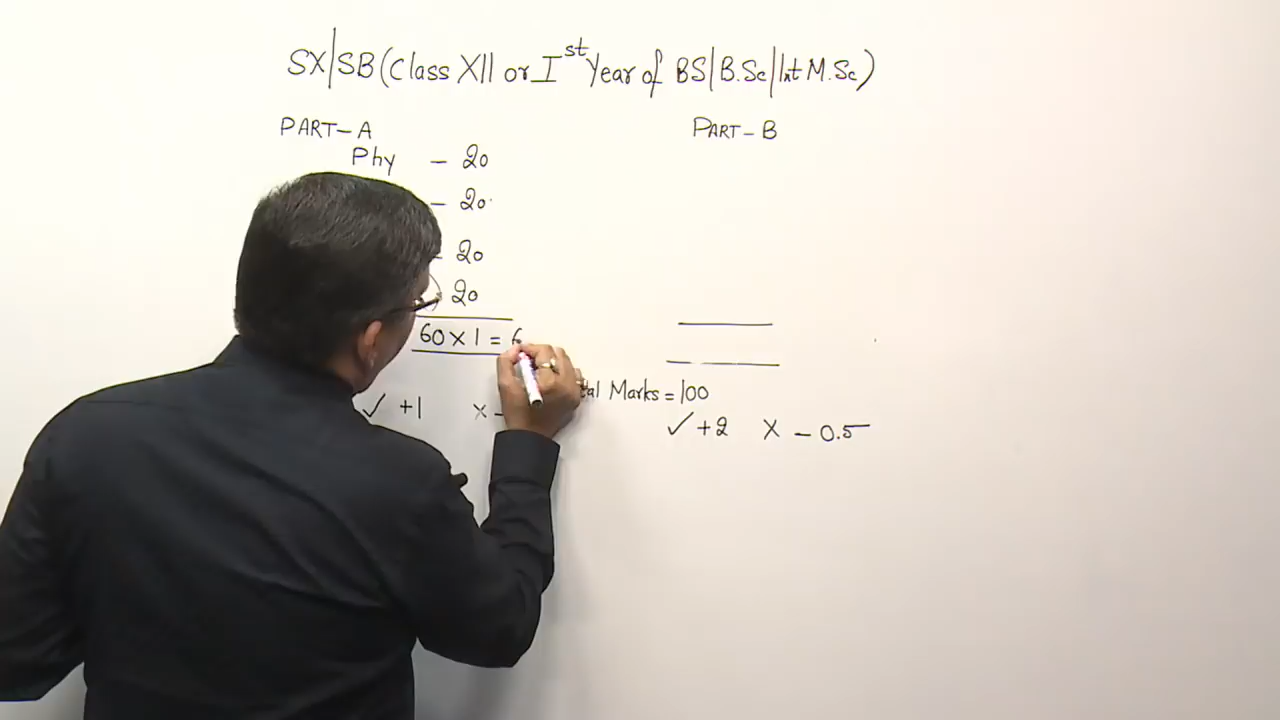 SX|SB (Class XII or Ist Year of BS|B.Sc|Int M.Sc)
PART-A
PART-B
Phy - 20
- 20
- 20
20
60 x 1 = 6
Marks = 100
✓ +1 x -
✓ +2 x - 0.5